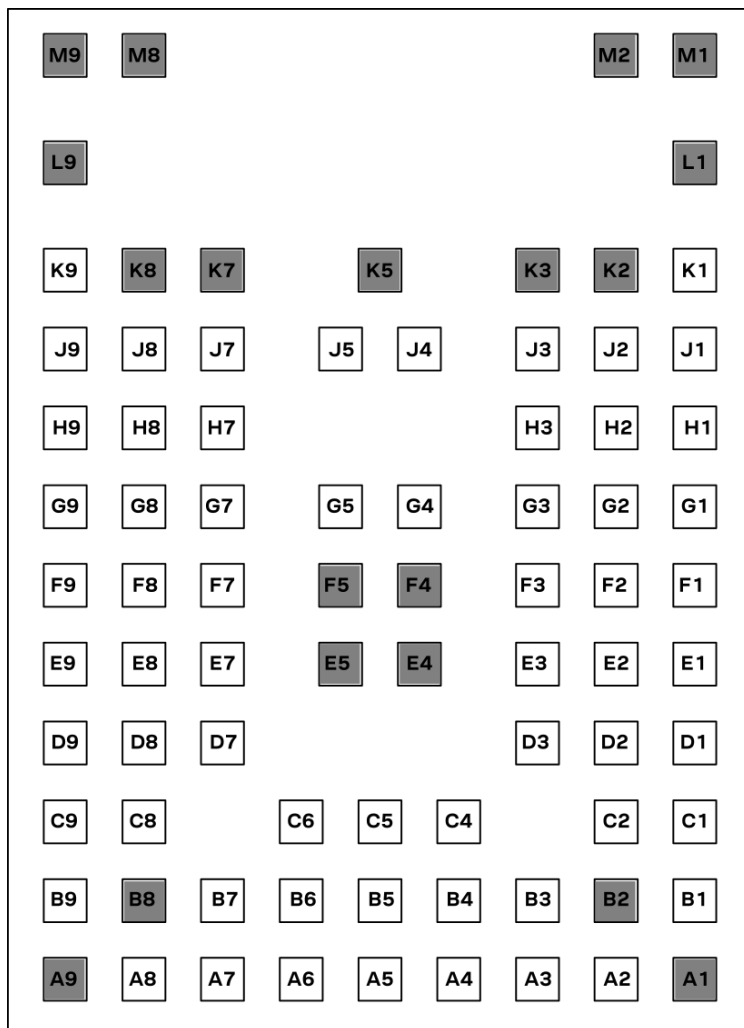 M9 M8 M2 M1
L9 L1
K9 K8 K7 K5 K3 K2 K1
J9 J8 J7 J5 J4 J3 J2 J1
H9 H8 H7 H3 H2 H1
G9 G8 G7 G5 G4 G3 G2 G1
F9 F8 F7 F5 F4 F3 F2 F1
E9 E8 E7 E5 E4 E3 E2 E1
D9 D8 D7 D3 D2 D1
C9 C8 C6 C5 C4 C2 C1
B9 B8 B7 B6 B5 B4 B3 B2 B1
A9 A8 A7 A6 A5 A4 A3 A2 A1